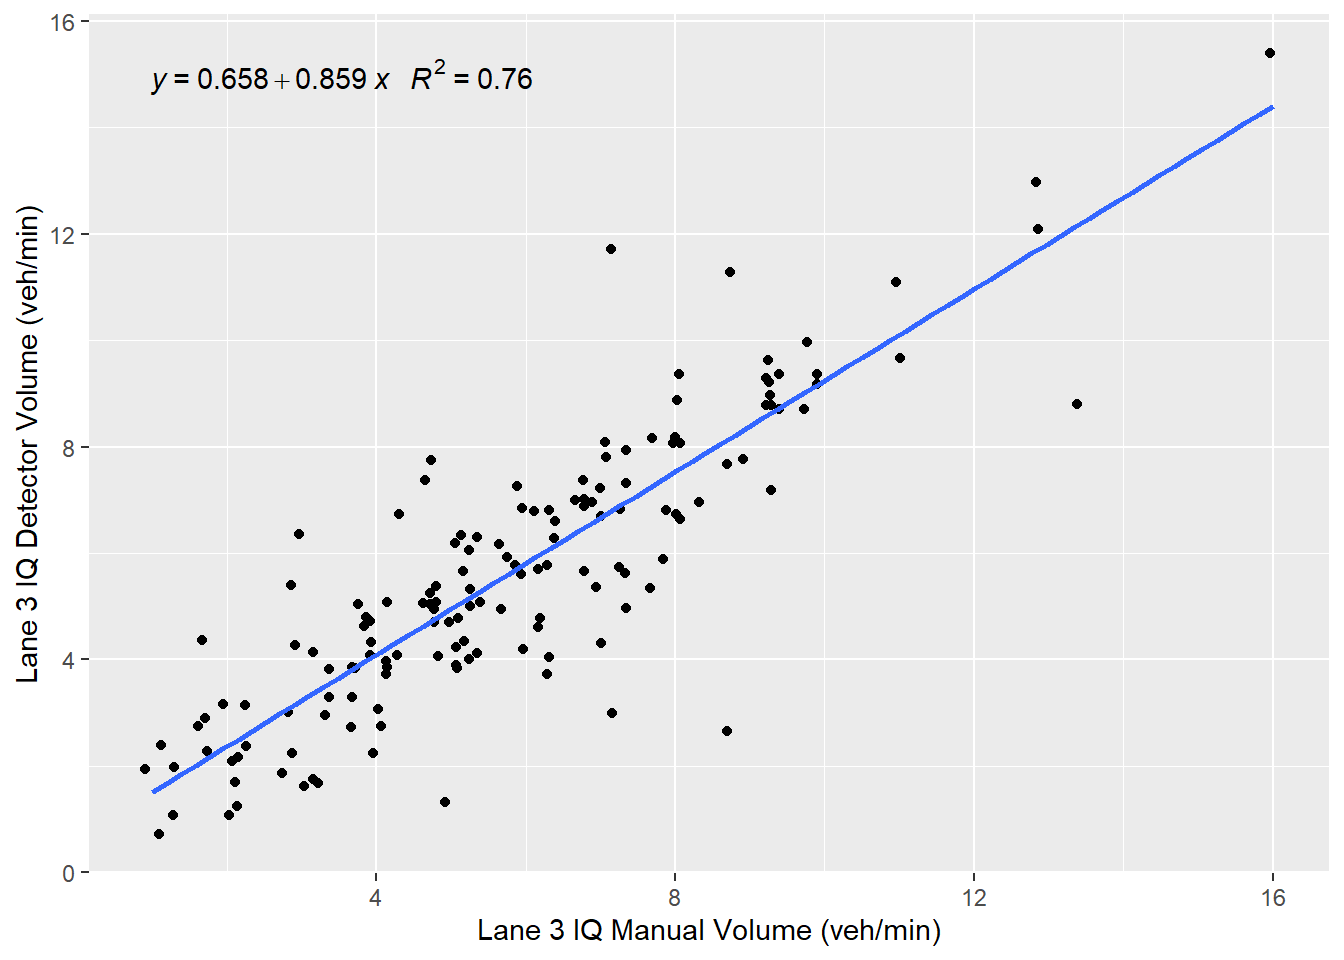 16
y = 0.658 + 0.859 x R² = 0.76
12
8
4
0
4 8 12 16
Lane 3 IQ Manual Volume (veh/min)
Lane 3 IQ Detector Volume (veh/min)